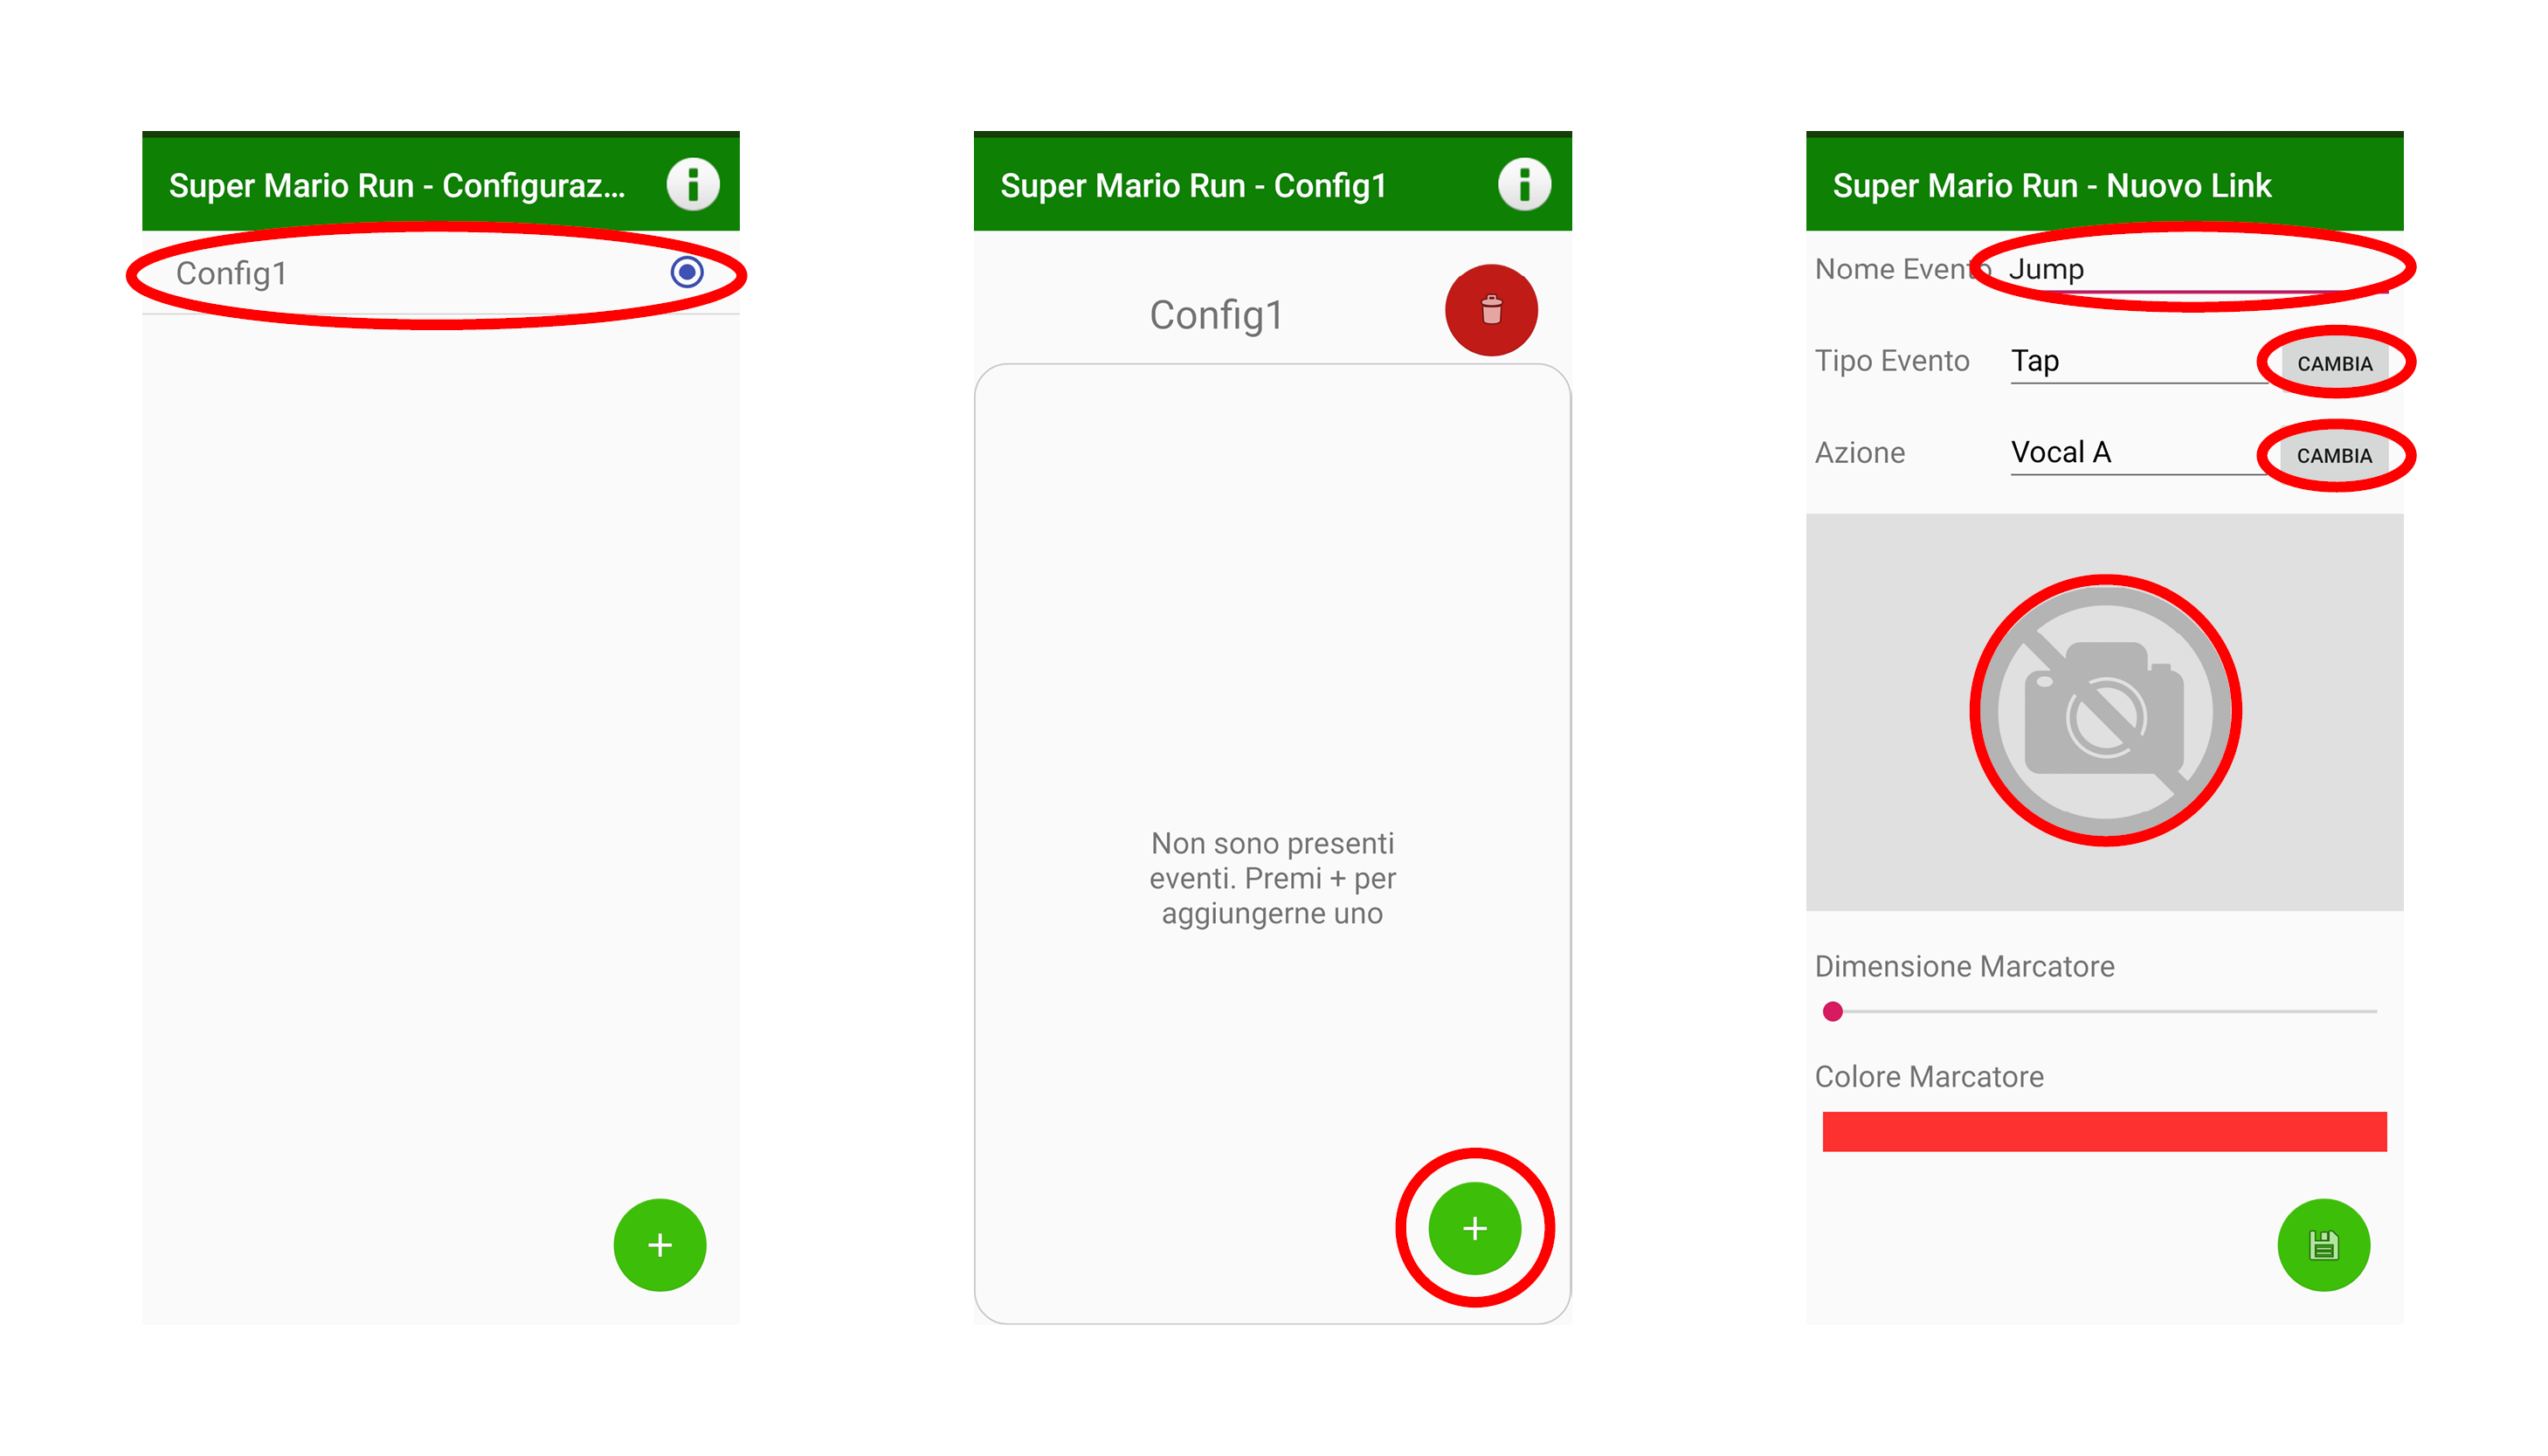 Super Mario Run - Configuraz...
Config1
+
Super Mario Run - Config1
Config1
Non sono presenti
eventi. Premi + per
aggiungerne uno
+
Super Mario Run - Nuovo Link
Nome Evento Jump
Tipo Evento Tap CAMBIA
Azione Vocal A CAMBIA
Dimensione Marcatore
Colore Marcatore